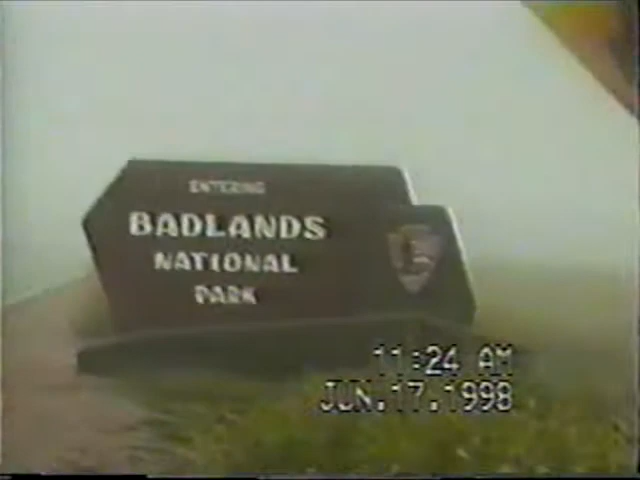 ENTERING
BADLANDS
NATIONAL
PARK
11:24 AM
JUN.17.1998